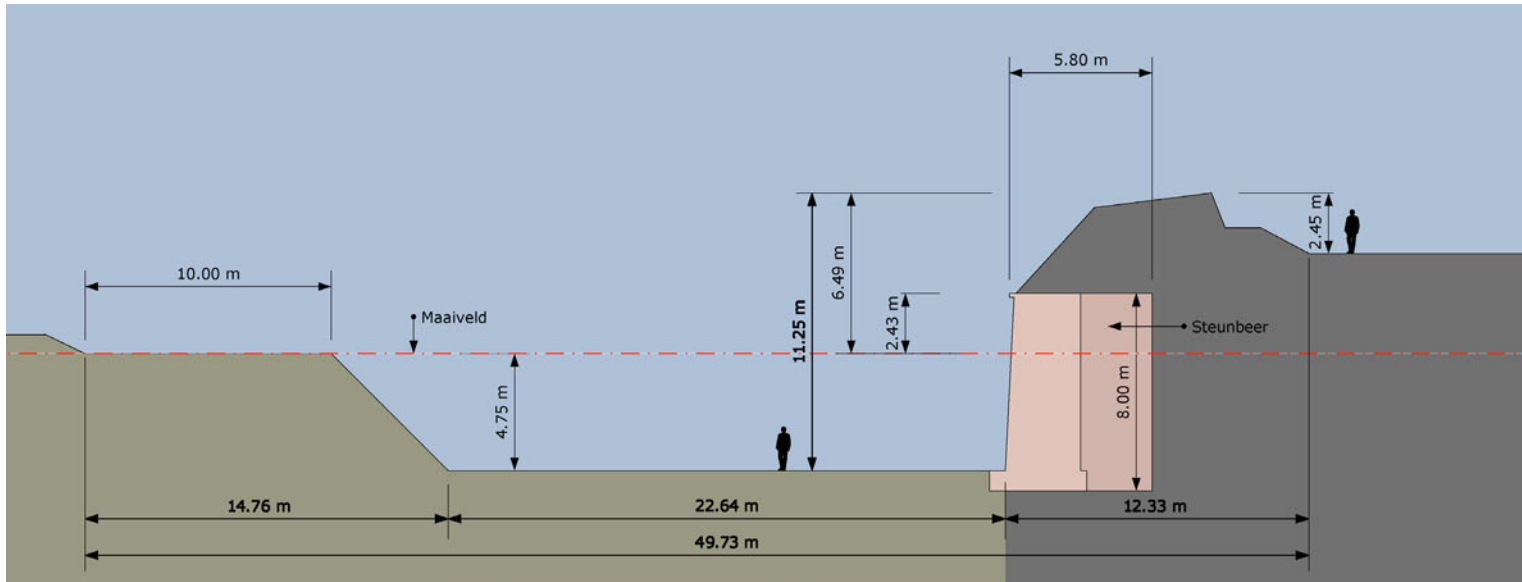 5.80 m
10.00 m
Maaiveld
11.25 m
6.49 m
2.43 m
2.45 m
Steunbeer
4.75 m
8.00 m
14.76 m
22.64 m
12.33 m
49.73 m